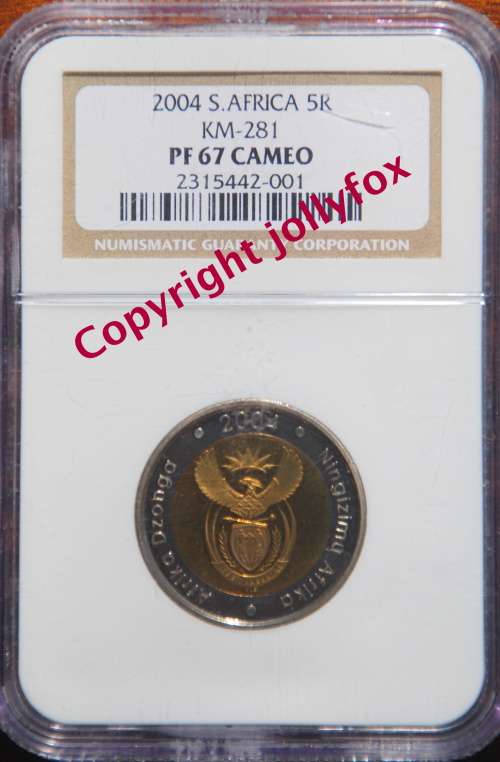 2004 S.AFRICA 5R
KM-281
PF 67 CAMEO
2315442-001
NUMISMATIC GUARANTY CORPORATION
Copyright jollyfox
2004
Afrika Dzonga
Ningizimu Afrika